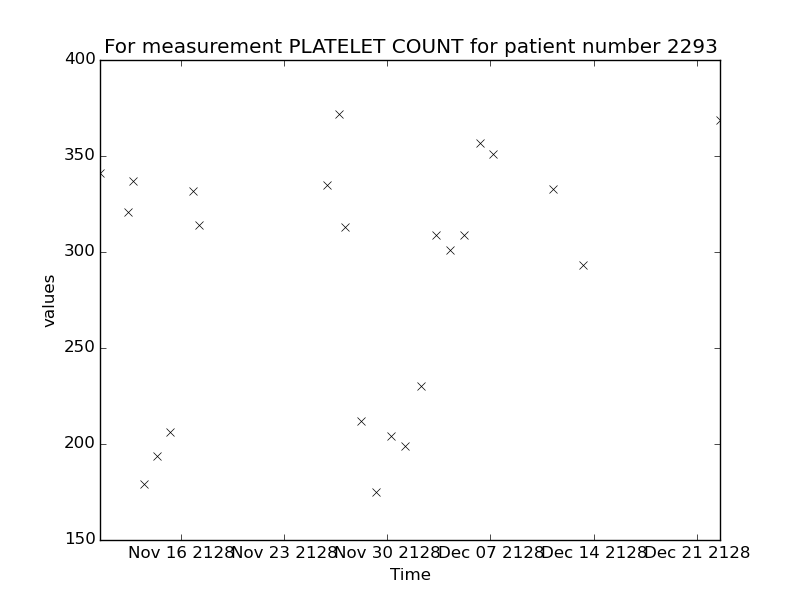 For measurement PLATELET COUNT for patient number 2293
400
350
300
250
200
150
values
Nov 16 2128 Nov 23 2128 Nov 30 2128 Dec 07 2128 Dec 14 2128 Dec 21 2128
Time